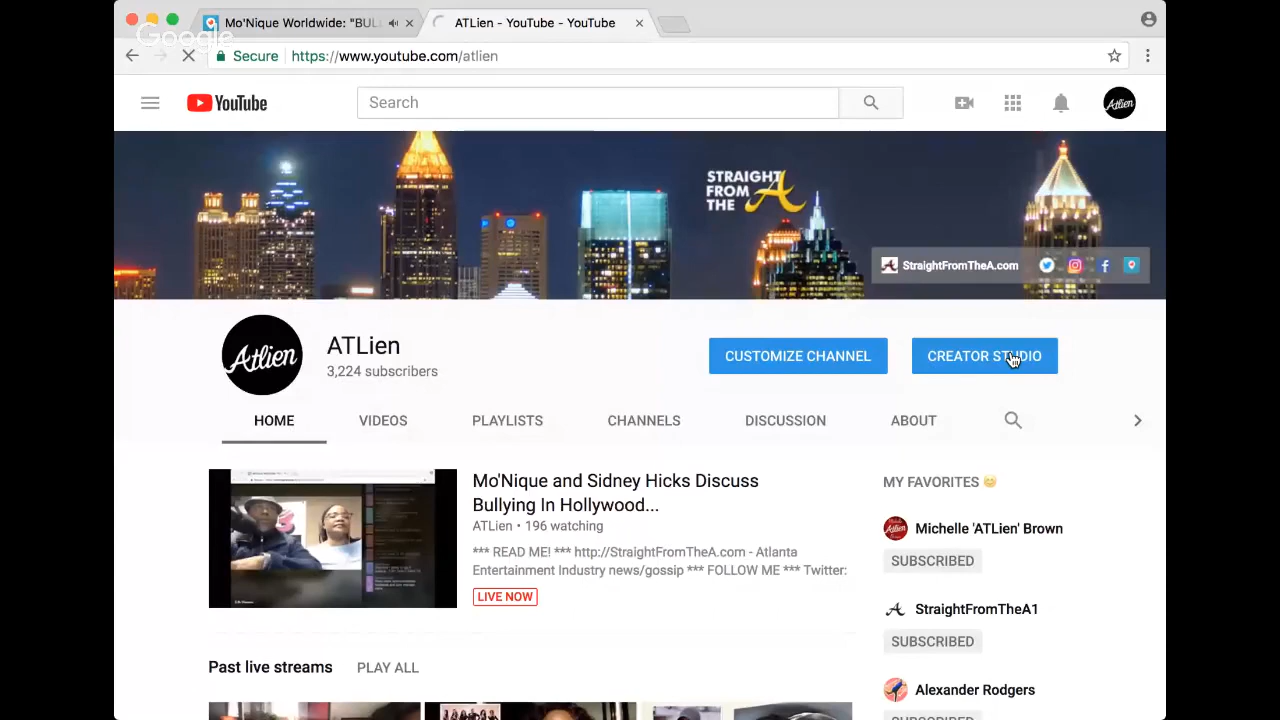 Mo'Nique Worldwide: "BUL
ATLien - YouTube - YouTube
Google
Secure
https://www.youtube.com/atlien
YouTube
Search
Atlien
STRAIGHT
FROM
THE A
StraightFromTheA.com
Atlien
ATLien
3,224 subscribers
CUSTOMIZE CHANNEL
CREATOR STUDIO
HOME
VIDEOS
PLAYLISTS
CHANNELS
DISCUSSION
ABOUT
Mo'Nique and Sidney Hicks Discuss
Bullying In Hollywood...
ATLien • 196 watching
*** READ ME! *** http://StraightFromTheA.com - Atlanta
Entertainment Industry news/gossip *** FOLLOW ME *** Twitter:
LIVE NOW
MY FAVORITES
Michelle 'ATLien' Brown
SUBSCRIBED
StraightFromTheA1
SUBSCRIBED
Alexander Rodgers
SUBSCRIBED
Past live streams
PLAY ALL